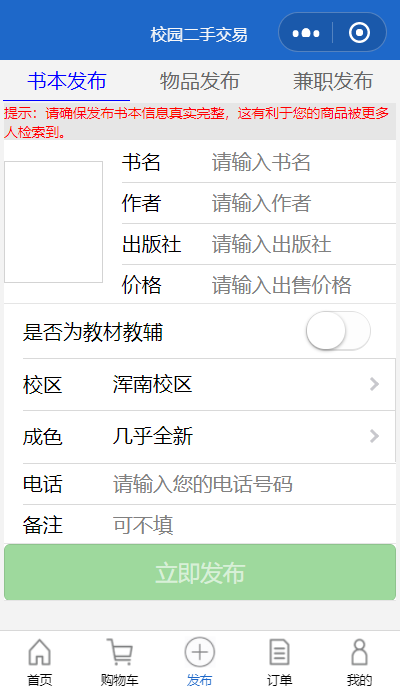 校园二手交易
书本发布 物品发布 兼职发布
提示：请确保发布书本信息真实完整，这有利于您的商品被更多
人检索到。
书名 请输入书名
作者 请输入作者
出版社 请输入出版社
价格 请输入出售价格
是否为教材教辅
校区 浑南校区
成色 几乎全新
电话 请输入您的电话号码
备注 可不填
立即发布
首页 购物车 发布 订单 我的